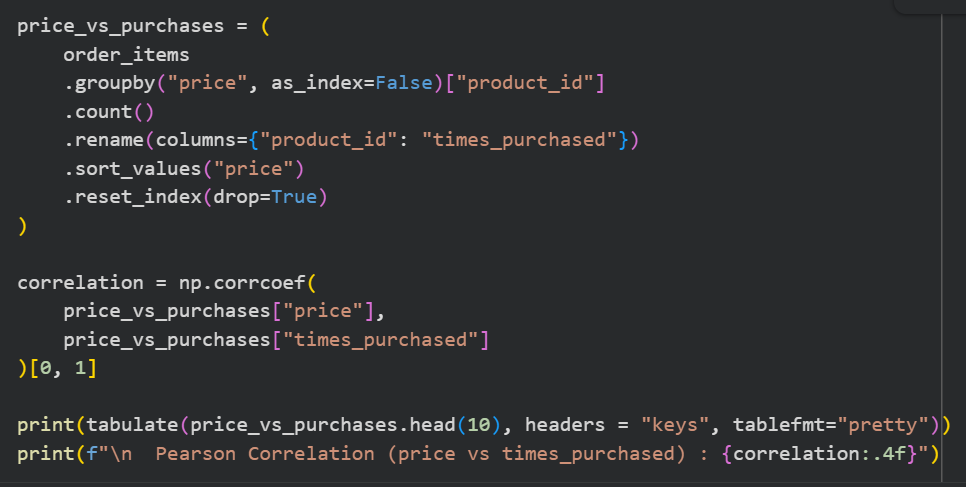 price_vs_purchases = (
    order_items
    .groupby("price", as_index=False)["product_id"]
    .count()
    .rename(columns={"product_id": "times_purchased"})
    .sort_values("price")
    .reset_index(drop=True)
)

correlation = np.corrcoef(
    price_vs_purchases["price"],
    price_vs_purchases["times_purchased"]
)[0, 1]

print(tabulate(price_vs_purchases.head(10), headers = "keys", tablefmt="pretty"))
print(f"\n  Pearson Correlation (price vs times_purchased) : {correlation:.4f}")